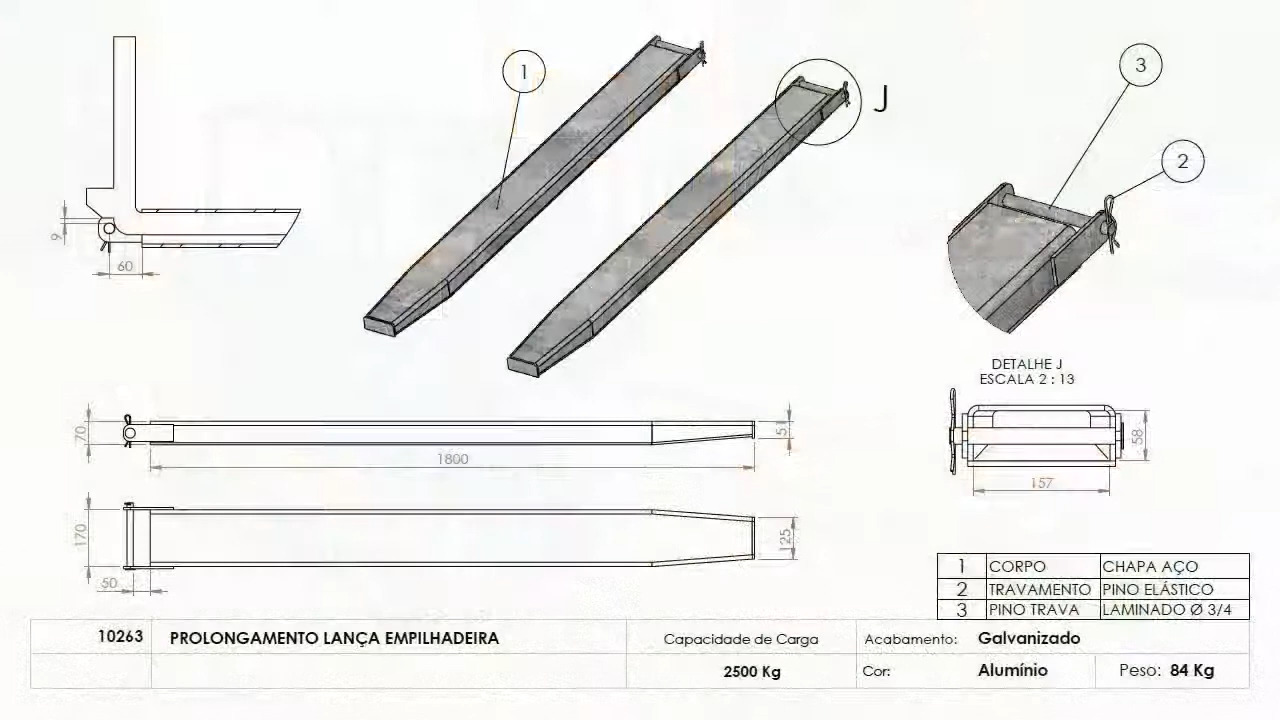 1
J
3
2
9
60
DETALHE J
ESCALA 2 : 13
70
1800
51
58
157
170
50
125
1 CORPO CHAPA AÇO
2 TRAVAMENTO PINO ELÁSTICO
3 PINO TRAVA LAMINADO Ø 3/4
10263 PROLONGAMENTO LANÇA EMPILHADEIRA
Capacidade de Carga
2500 Kg
Acabamento: Galvanizado
Cor: Alumínio
Peso: 84 Kg